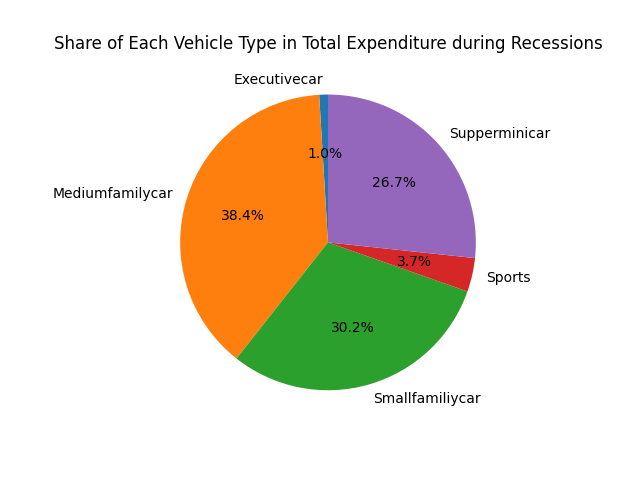 Share of Each Vehicle Type in Total Expenditure during Recessions
Executivecar
Supperminicar
1.0%
26.7%
Mediumfamilycar
38.4%
3.7%
Sports
30.2%
Smallfamiliycar